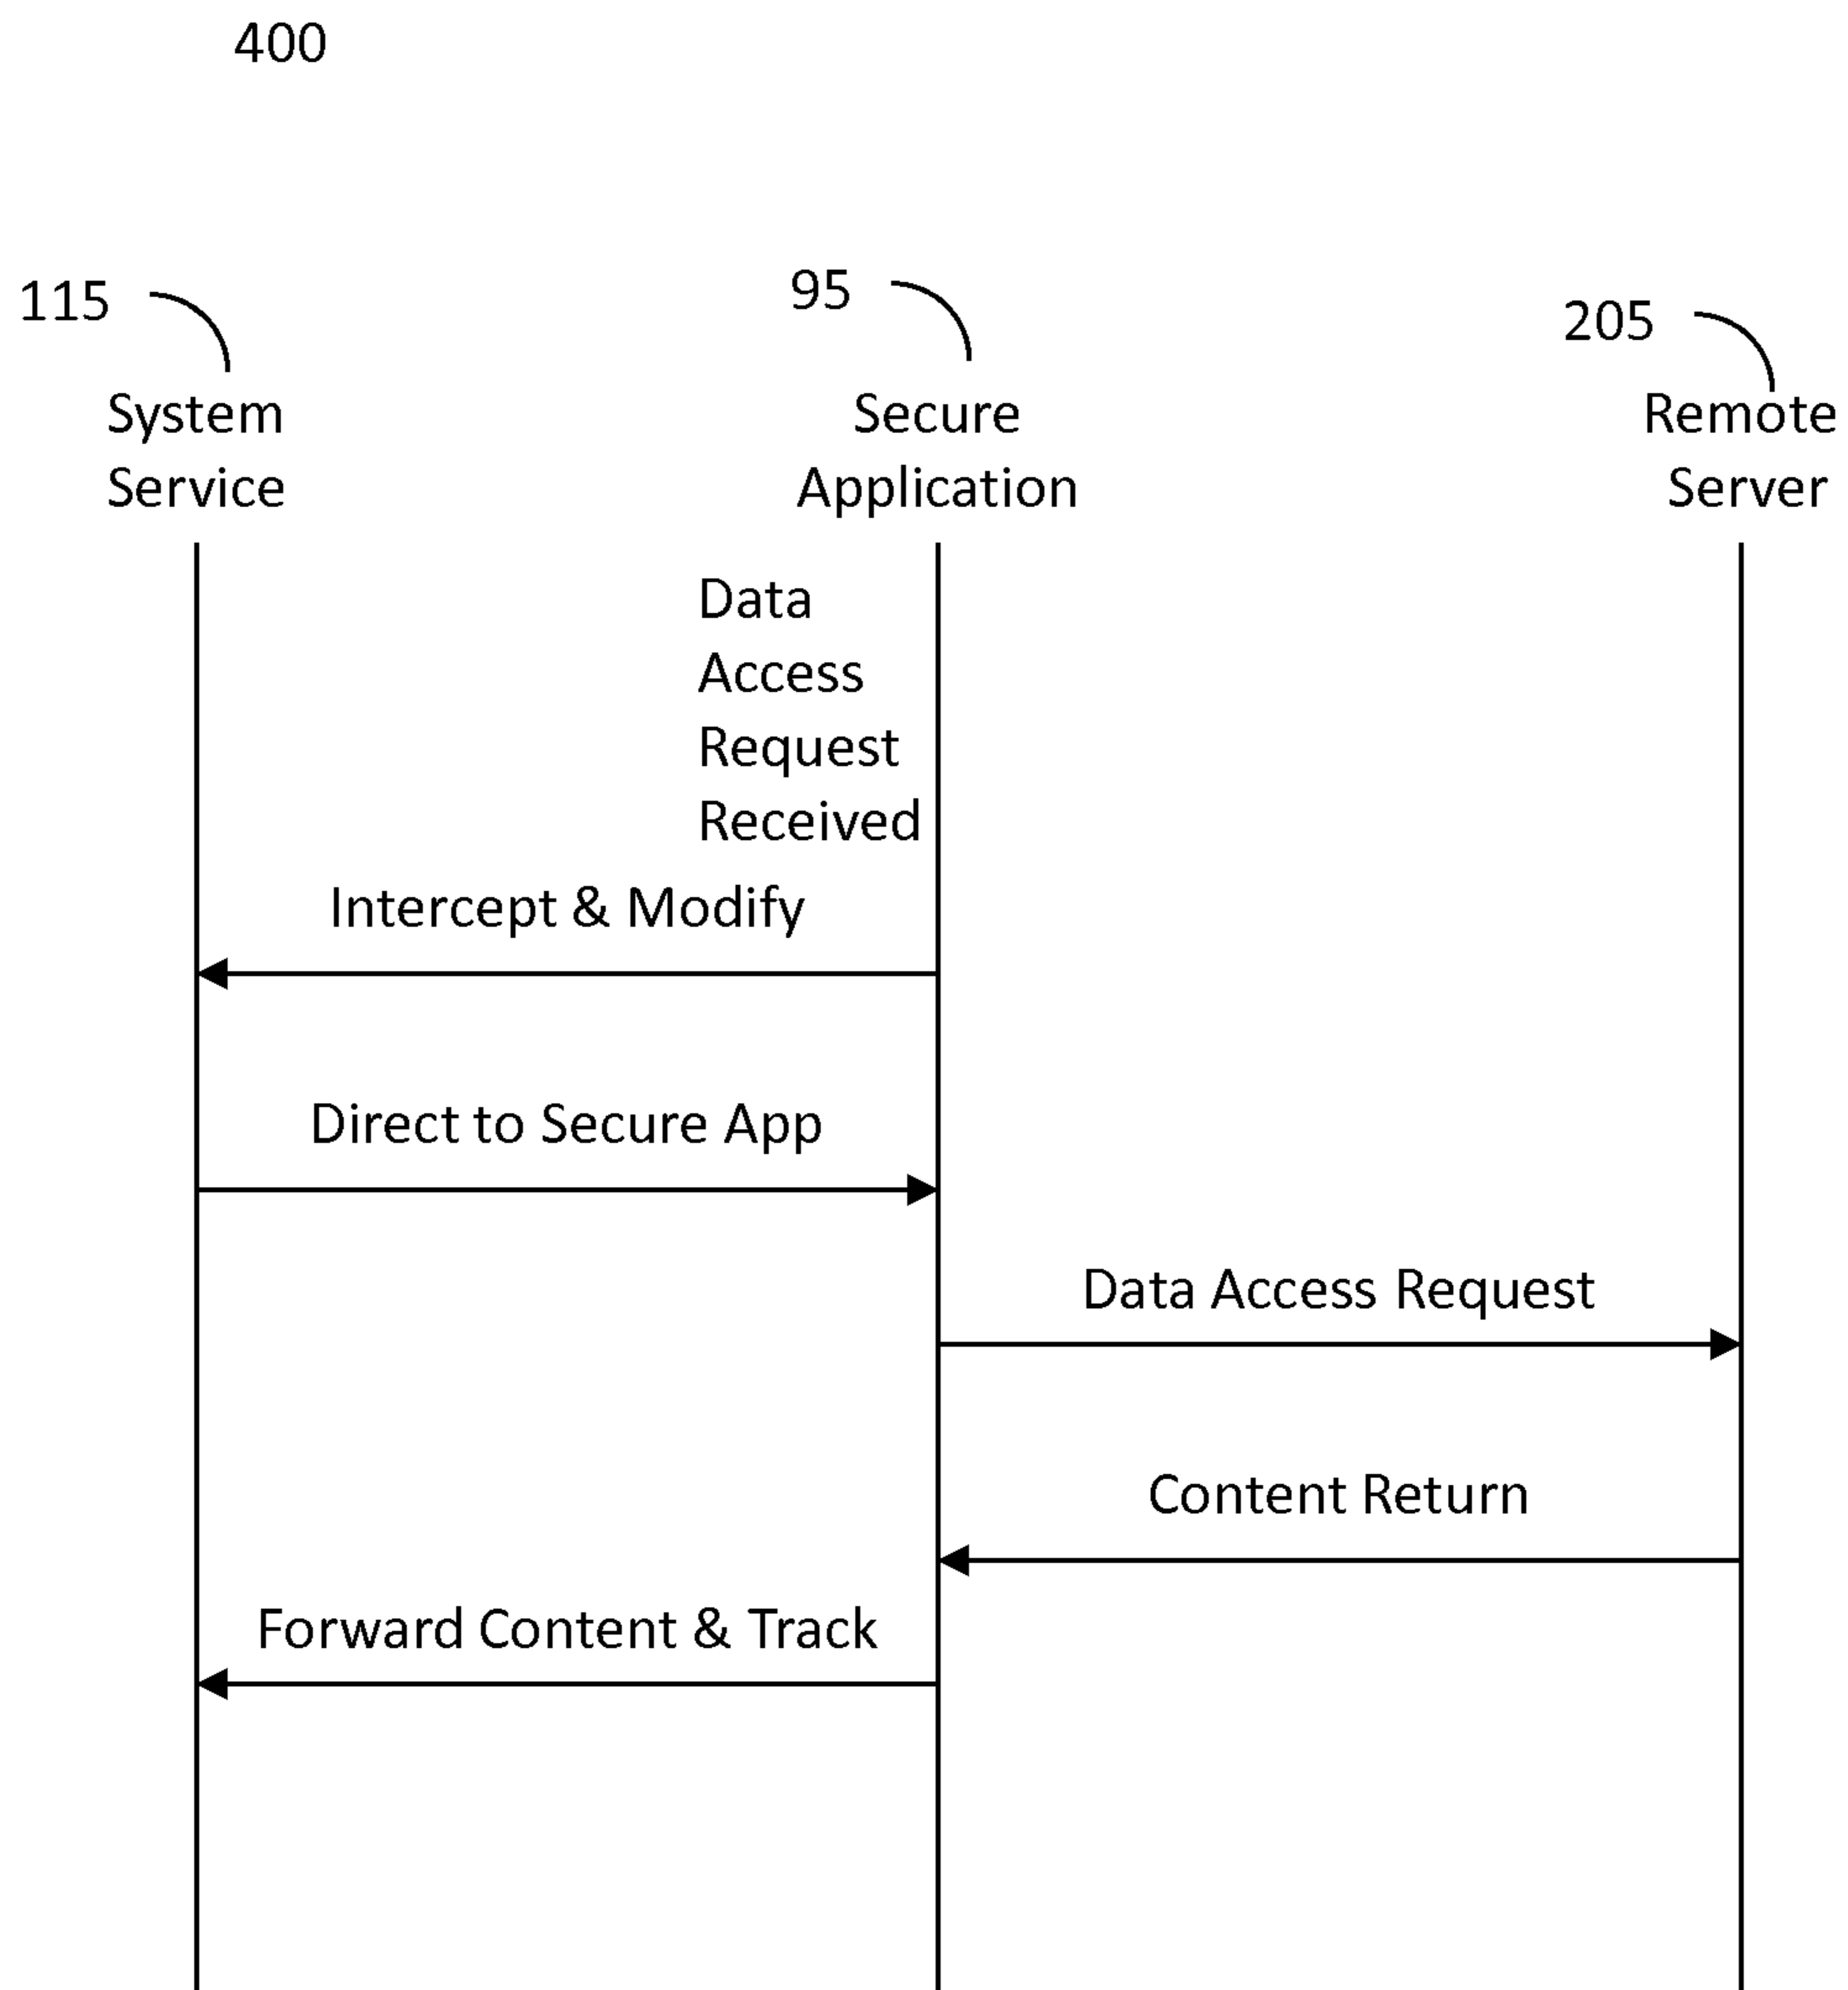 400
115
95
205
System
Service
Secure
Application
Remote
Server
Data
Access
Request
Received
Intercept & Modify
Direct to Secure App
Data Access Request
Content Return
Forward Content & Track